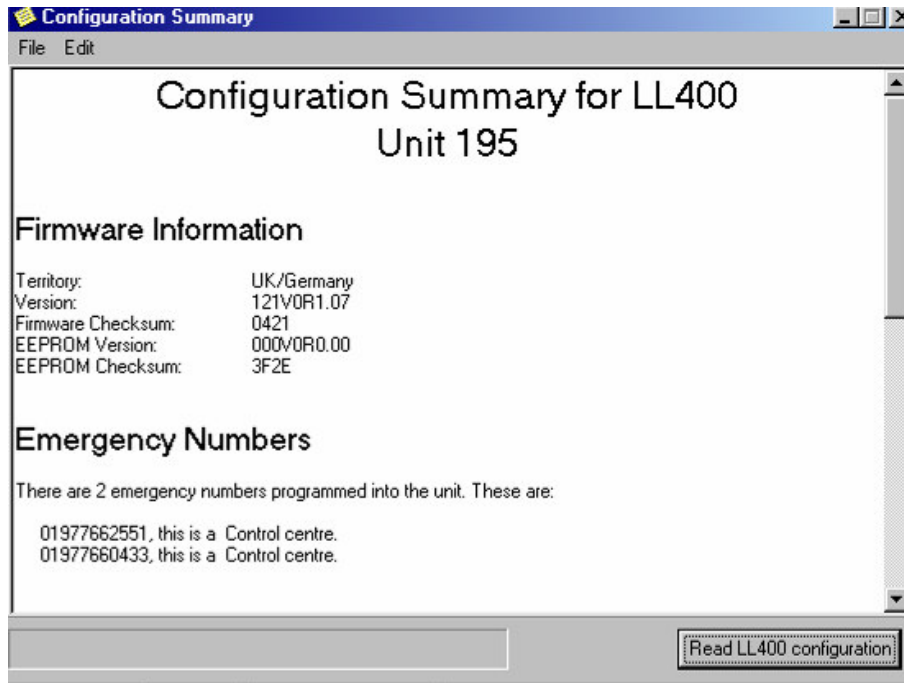 Configuration Summary
File Edit
Configuration Summary for LL400
Unit 195
Firmware Information
Territory: UK/Germany
Version: 121V0R1.07
Firmware Checksum: 0421
EEPROM Version: 000V0R0.00
EEPROM Checksum: 3F2E
Emergency Numbers
There are 2 emergency numbers programmed into the unit. These are:
01977662551, this is a Control centre.
01977660433, this is a Control centre.
Read LL400 configuration